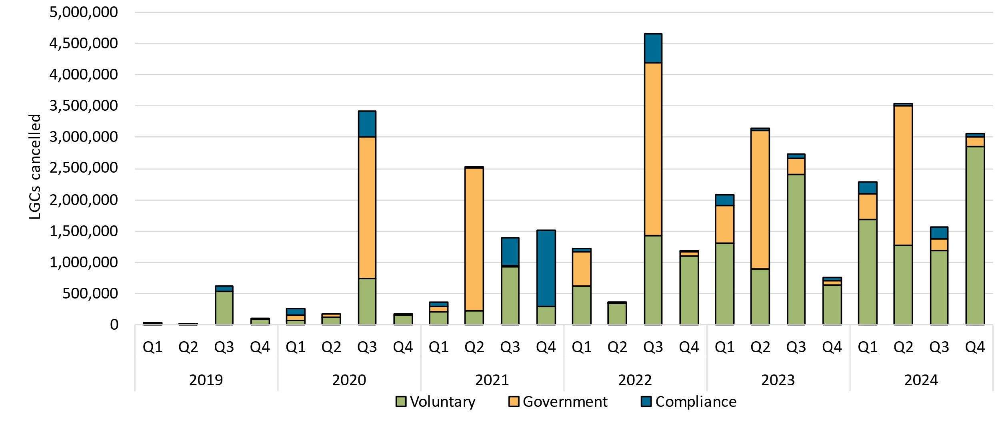 5,000,000
4,500,000
4,000,000
3,500,000
3,000,000
2,500,000
2,000,000
1,500,000
1,000,000
500,000
0
LGCs cancelled
Q1 Q2 Q3 Q4 Q1 Q2 Q3 Q4 Q1 Q2 Q3 Q4 Q1 Q2 Q3 Q4 Q1 Q2 Q3 Q4 Q1 Q2 Q3 Q4
2019 2020 2021 2022 2023 2024
Voluntary Government Compliance